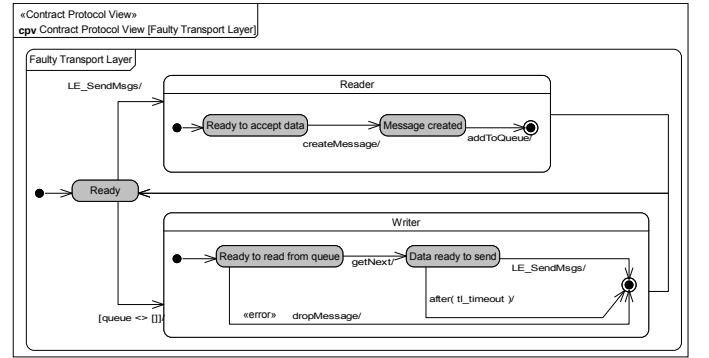 «Contract Protocol View»
cpv Contract Protocol View [Faulty Transport Layer]
Faulty Transport Layer
LE_SendMsgs/
Reader
Ready to accept data
Message created
createMessage/
addToQueue/
Ready
Writer
Ready to read from queue
Data ready to send
getNext/
LE_SendMsgs/
after( tl_timeout )/
[queue <> []]/
«error» dropMessage/